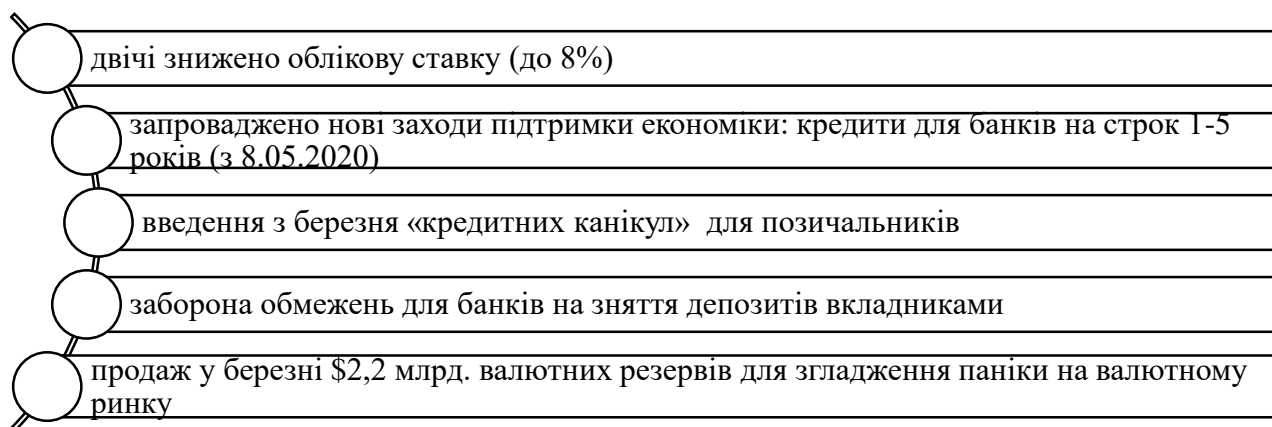 двічі знижено облікову ставку (до 8%)
запроваджено нові заходи підтримки економіки: кредити для банків на строк 1-5
років (з 8.05.2020)
введення з березня «кредитних канікул» для позичальників
заборона обмежень для банків на зняття депозитів вкладниками
продаж у березні $2,2 млрд. валютних резервів для згладження паніки на валютному
ринку